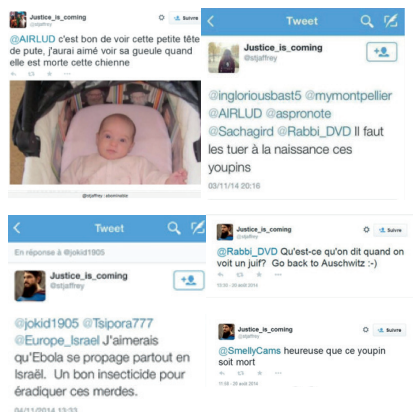 Justice_is_coming
@stjaffrey
Suivre
@AIRLUD c'est bon de voir cette petite tête
de pute, j'aurai aimé voir sa gueule quand
elle est morte cette chienne
Tweet
Justice_is_coming
@stjaffrey
@ingloriousbast5 @mymontpellier
@AIRLUD @aspronote
@Sachagird @Rabbi_DVD Il faut
les tuer à la naissance ces
youpins
03/11/14 20:16
Tweet
En réponse à @jokid1905
Justice_is_coming
@stjaffrey
@jokid1905 @Tsipora777
@Europe_Israel J'aimerais
qu'Ebola se propage partout en
Israël. Un bon insecticide pour
éradiquer ces merdes.
04/11/2014 13:33
Justice_is_coming
@stjaffrey
Suivre
@Rabbi_DVD Qu'est-ce qu'on dit quand on
voit un juif? Go back to Auschwitz :-)
Justice_is_coming
@stjaffrey
Suivre
@SmellyCams heureuse que ce youpin
soit mort